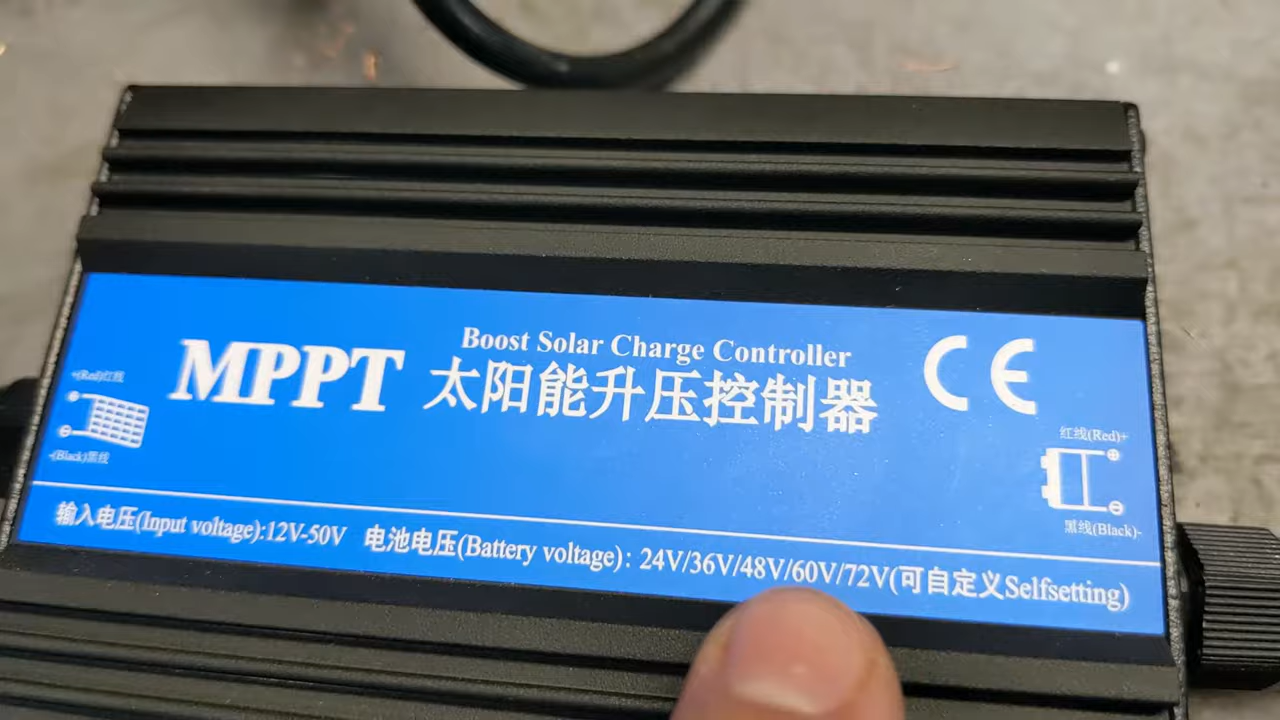 Boost Solar Charge Controller
MPPT 太阳能升压控制器
CE
+(Red)红线
-(Black)黑线
红线(Red)+
黑线(Black)-
输入电压(Input voltage):12V-50V 电池电压(Battery voltage): 24V/36V/48V/60V/72V(可自定义Selfsetting)